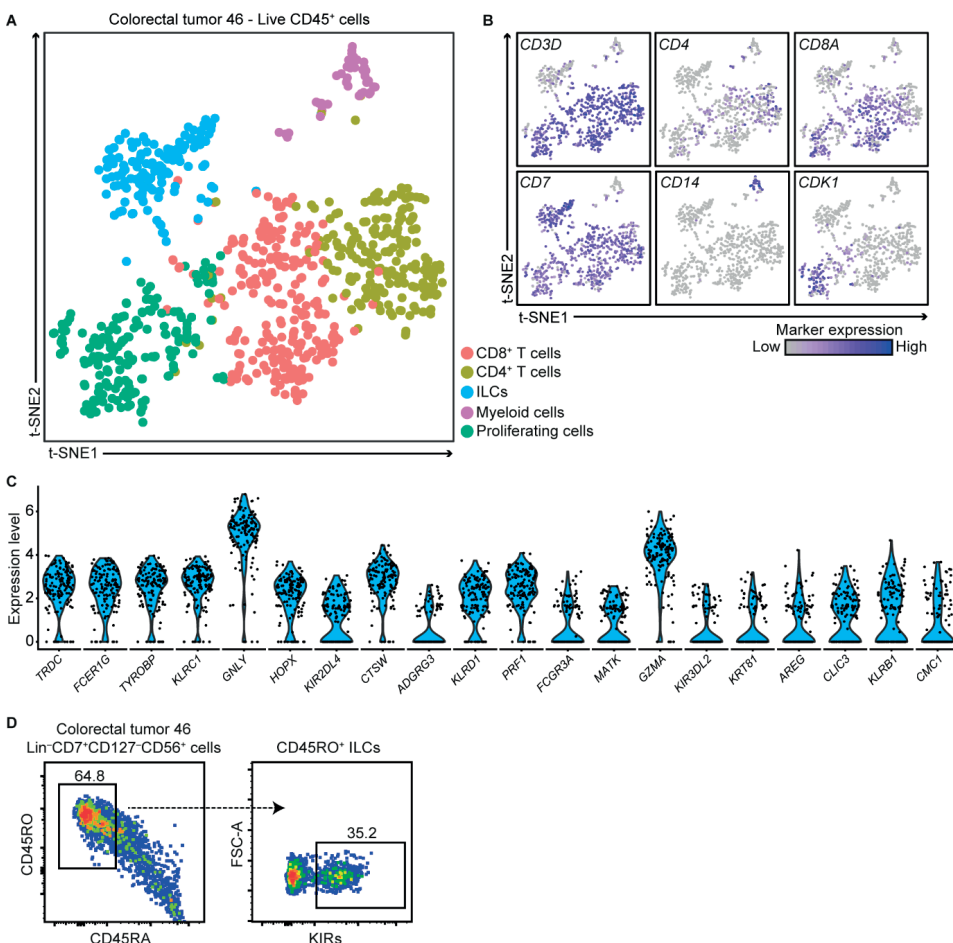 A
Colorectal tumor 46 - Live CD45⁺ cells
t-SNE2
t-SNE1
CD8⁺ T cells
CD4⁺ T cells
ILCs
Myeloid cells
Proliferating cells
B
CD3D
CD4
CD8A
CD7
CD14
CDK1
t-SNE2
t-SNE1
Marker expression
Low
High
C
Expression level
6
4
2
0
TRDC
FCER1G
TYROBP
KLRC1
GNLY
HOPX
KIR2DL4
CTSW
ADGRG3
KLRD1
PRF1
FCGR3A
MATK
GZMA
KIR3DL2
KRT81
AREG
CLIC3
KLRB1
CMC1
D
Colorectal tumor 46
Lin⁻CD7⁺CD127⁻CD56⁺ cells
64.8
CD45RO
CD45RA
CD45RO⁺ ILCs
35.2
FSC-A
KIRs